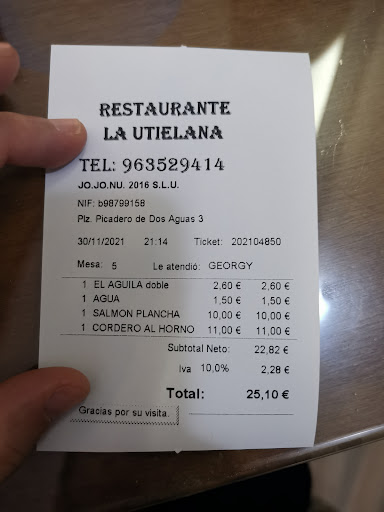 RESTAURANTE
LA UTIELANA
TEL: 963529414
JO.JO.NU. 2016 S.L.U.
NIF: b98799158
Plz. Picadero de Dos Aguas 3
30/11/2021 21:14 Ticket: 202104850
Mesa: 5 Le atendió: GEORGY
1 EL AGUILA doble 2,60 € 2,60 €
1 AGUA 1,50 € 1,50 €
1 SALMON PLANCHA 10,00 € 10,00 €
1 CORDERO AL HORNO 11,00 € 11,00 €
Subtotal Neto: 22,82 €
Iva 10,0% 2,28 €
Total: 25,10 €
Gracias por su visita.